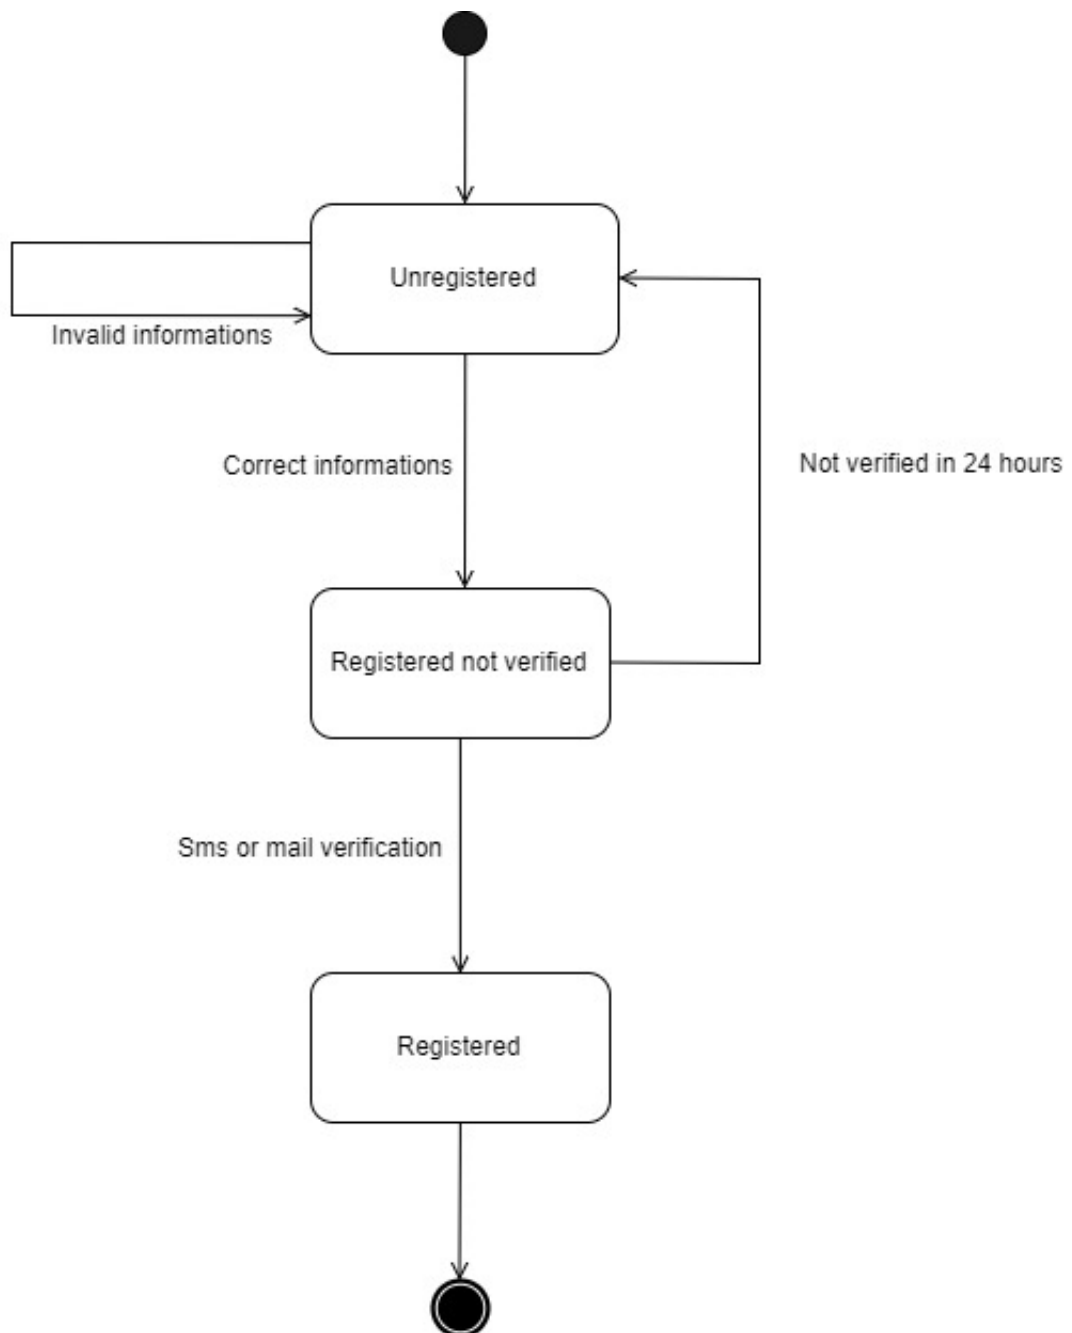 Unregistered
Invalid informations
Correct informations
Not verified in 24 hours
Registered not verified
Sms or mail verification
Registered